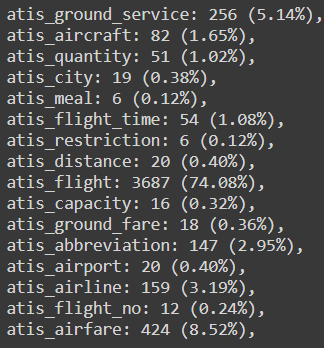 atis_ground_service: 256 (5.14%),
atis_aircraft: 82 (1.65%),
atis_quantity: 51 (1.02%),
atis_city: 19 (0.38%),
atis_meal: 6 (0.12%),
atis_flight_time: 54 (1.08%),
atis_restriction: 6 (0.12%),
atis_distance: 20 (0.40%),
atis_flight: 3687 (74.08%),
atis_capacity: 16 (0.32%),
atis_ground_fare: 18 (0.36%),
atis_abbreviation: 147 (2.95%),
atis_airport: 20 (0.40%),
atis_airline: 159 (3.19%),
atis_flight_no: 12 (0.24%),
atis_airfare: 424 (8.52%),